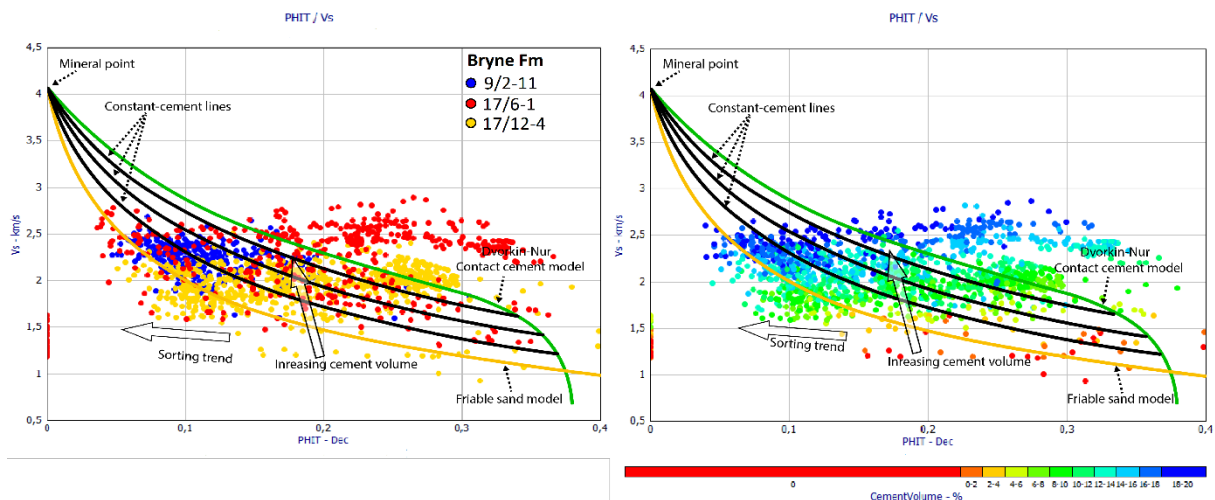 PHIT / Vs
4,5
4
3,5
3
2,5
2
1,5
1
0,5
Vs - km/s
Mineral point
Constant-cement lines
Bryne Fm
9/2-11
17/6-1
17/12-4
Dvorkin-Nur
Contact cement model
Sorting trend
Inreasing cement volume
Friable sand model
0
0,1
0,2
0,3
0,4
PHIT - Dec
PHIT / Vs
4,5
4
3,5
3
2,5
2
1,5
1
0,5
Vs - km/s
Mineral point
Constant-cement lines
Dvorkin-Nur
Contact cement model
Sorting trend
Inreasing cement volume
Friable sand model
0
0,1
0,2
0,3
0,4
PHIT - Dec
0 0-2 2-4 4-6 6-8 8-10 10-12 12-14 14-16 16-18 18-20
CementVolume - %